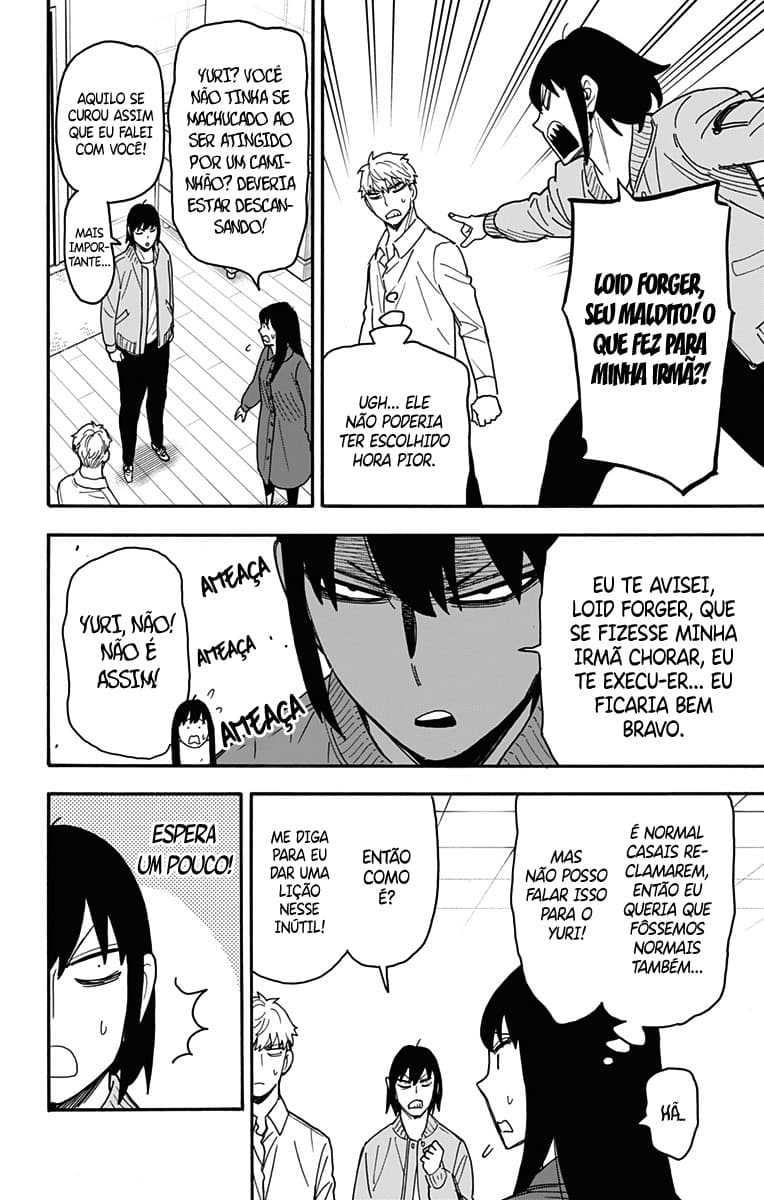 LOID FORGER,
SEU MALDITO! O
QUE FEZ PARA
MINHA IRMÃ?!
UGH... ELE
NÃO PODERIA
TER ESCOLHIDO
HORA PIOR.
YURI? VOCÊ
NÃO TINHA SE
MACHUCADO AO
SER ATINGIDO
POR UM CAMI-
NHÃO? DEVERIA
ESTAR DESCAN-
SANDO!
AQUILO SE
CUROU ASSIM
QUE EU FALEI
COM VOCÊ!
MAIS
IMPOR-
TANTE...
EU TE AVISEI,
LOID FORGER, QUE
SE FIZESSE MINHA
IRMÃ CHORAR, EU
TE EXECU-ER... EU
FICARIA BEM
BRAVO.
AMEAÇA
AMEAÇA
AMEAÇA
YURI, NÃO!
NÃO É
ASSIM!
É NORMAL
CASAIS RE-
CLAMAREM,
ENTÃO EU
QUERIA QUE
FÔSSEMOS
NORMAIS
TAMBÉM...
MAS
NÃO POSSO
FALAR ISSO
PARA O
YURI!
HÃ...
ENTÃO
COMO
É?
ME DIGA
PARA EU
DAR UMA
LIÇÃO
NESSE
INÚTIL!
ESPERA
UM POUCO!